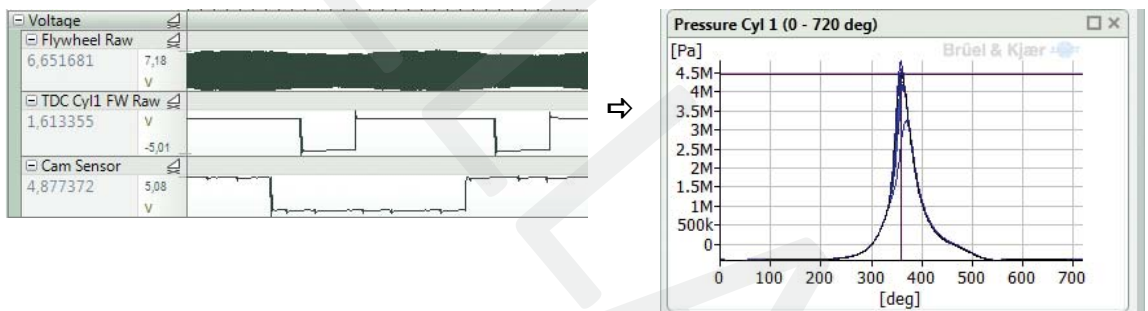 Voltage
Flywheel Raw
6,651681
7,18
V
TDC Cyl1 FW Raw
1,613355
V
-5,01
Cam Sensor
4,877372
5,08
V
⇨
Pressure Cyl 1 (0 - 720 deg)
[Pa]
Brüel & Kjær
4.5M
4M
3.5M
3M
2.5M
2M
1.5M
1M
500k
0
0 100 200 300 400 500 600 700
[deg]